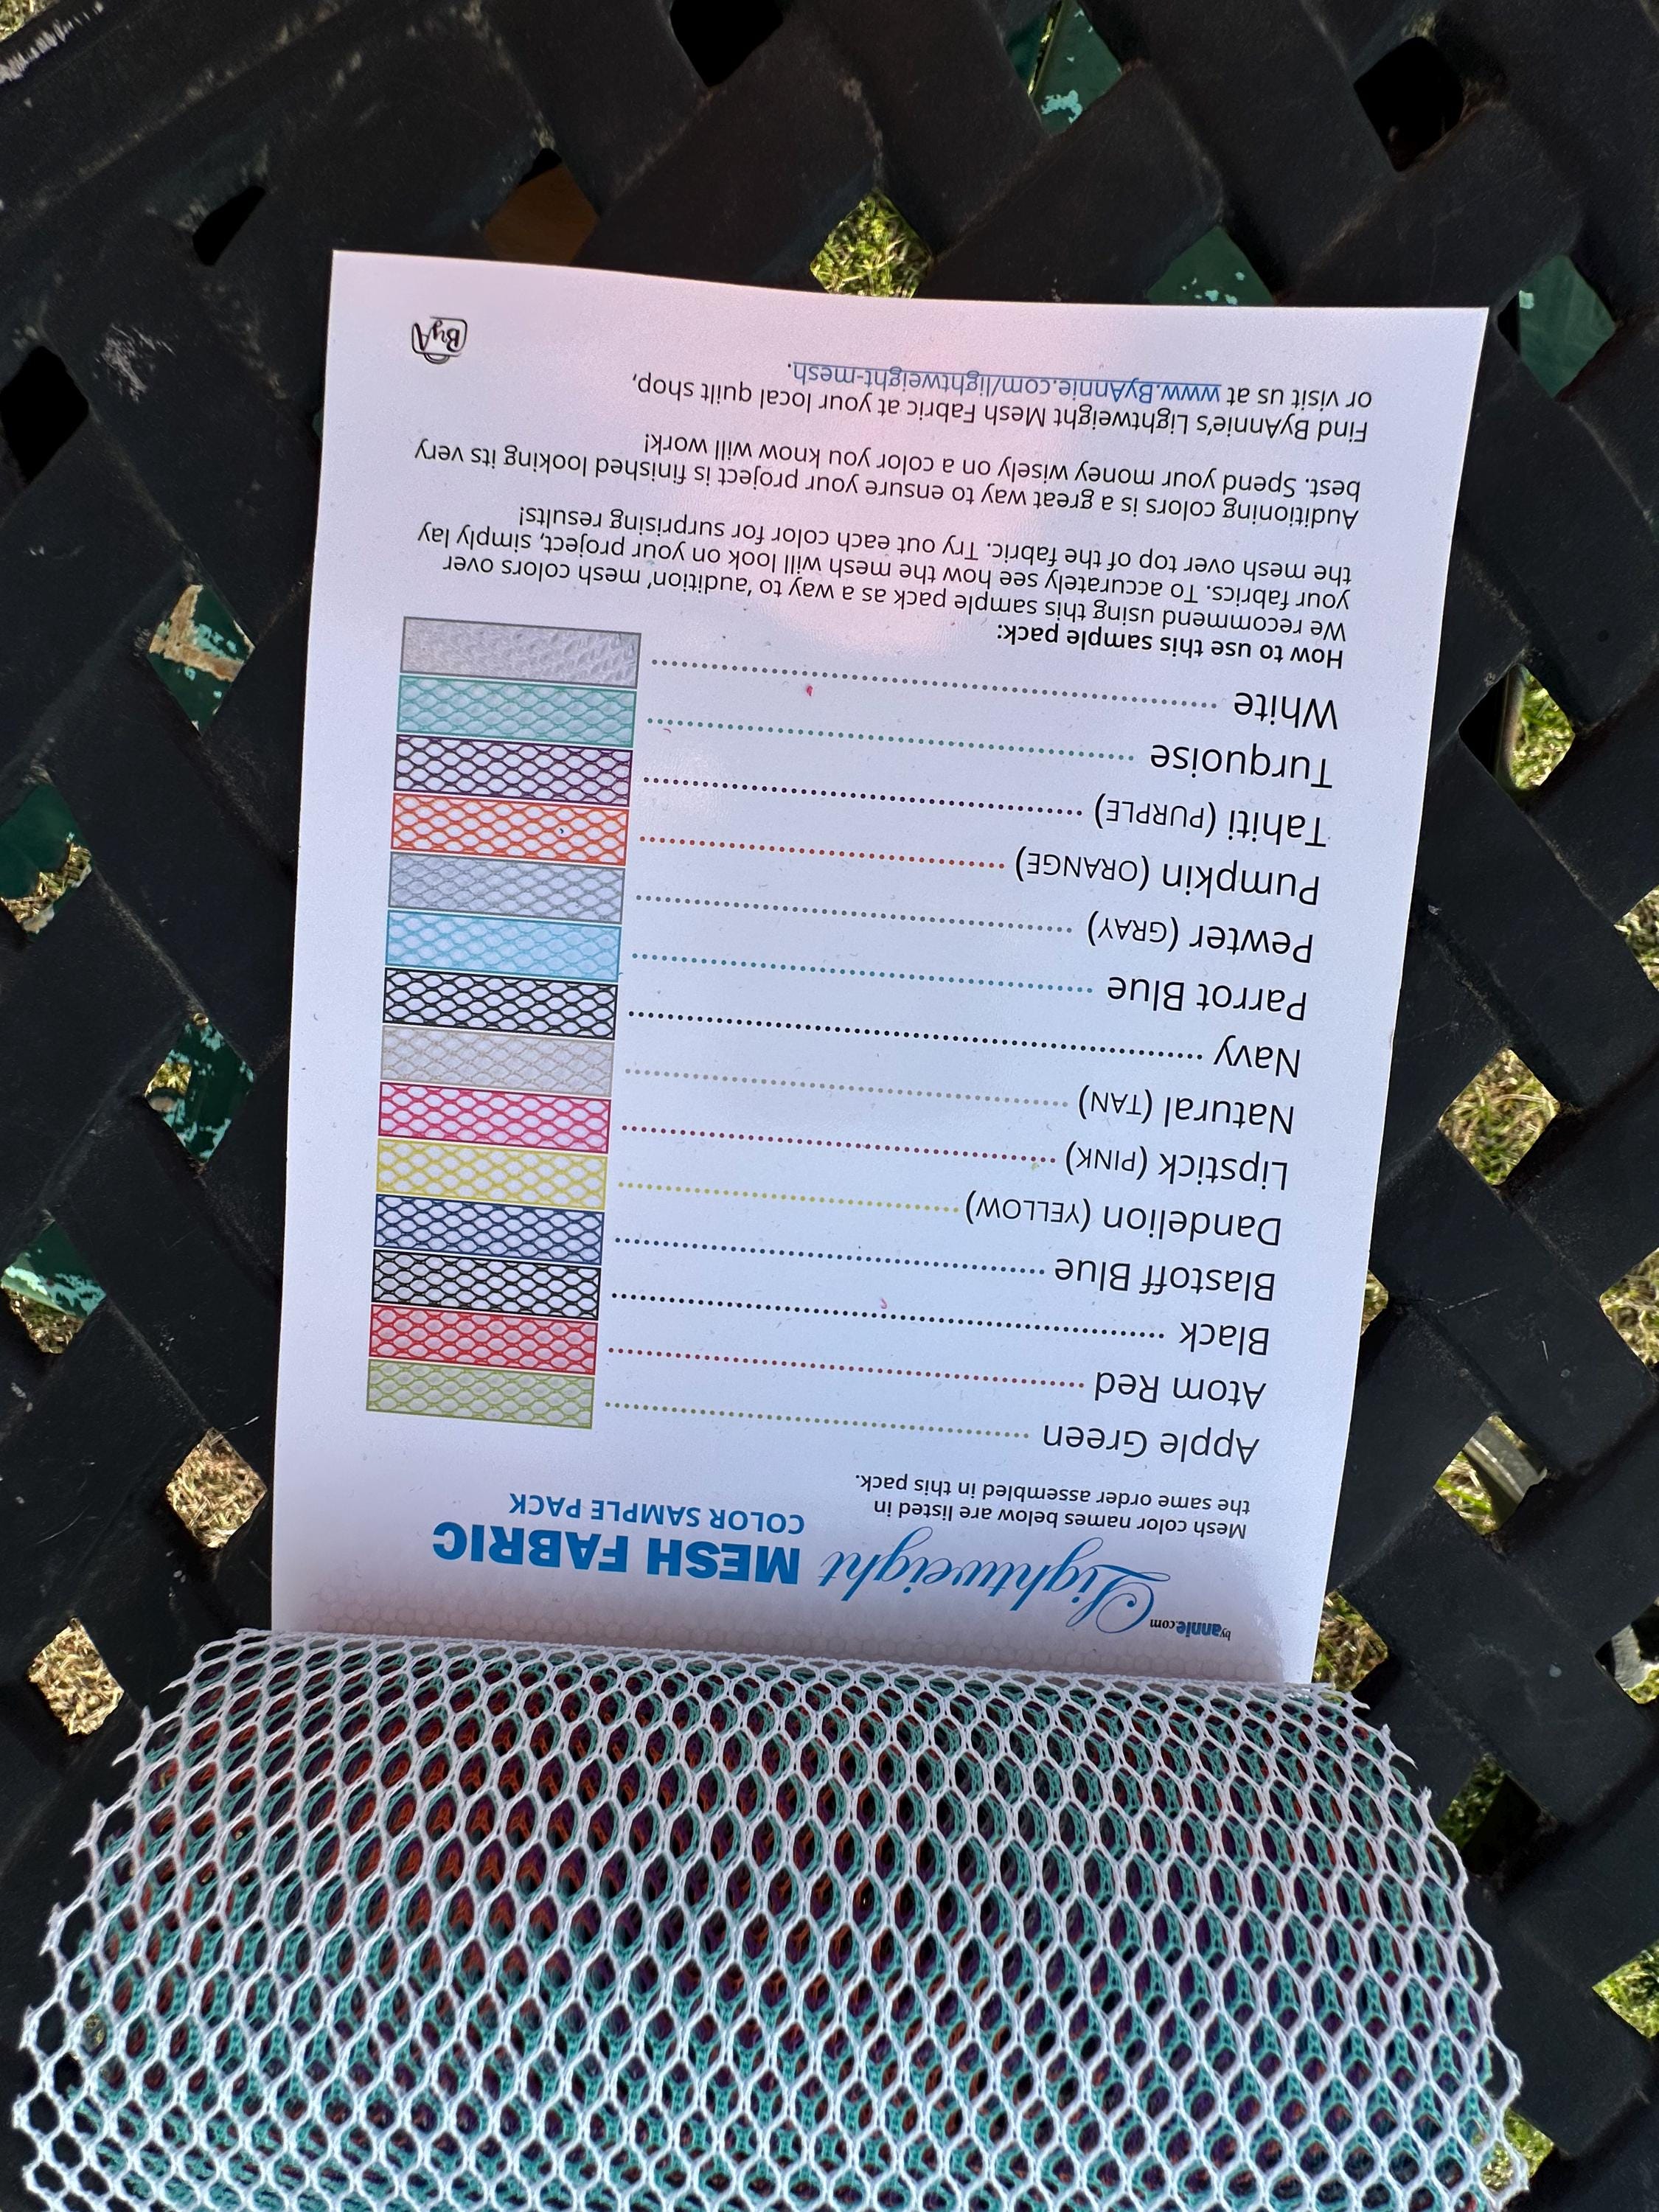 byannie.com
Lightweight MESH FABRIC
COLOR SAMPLE PACK
Mesh color names below are listed in
the same order assembled in this pack.
Apple Green
Atom Red
Black
Blastoff Blue
Dandelion (YELLOW)
Lipstick (PINK)
Natural (TAN)
Navy
Parrot Blue
Pewter (GRAY)
Pumpkin (ORANGE)
Tahiti (PURPLE)
Turquoise
White
How to use this sample pack:
We recommend using this sample pack as a way to ‘audition’ mesh colors over
your fabrics. To accurately see how the mesh will look on your project, simply lay
the mesh over top of the fabric. Try out each color for surprising results!
Auditioning colors is a great way to ensure your project is finished looking its very
best. Spend your money wisely on a color you know will work!
Find ByAnnie's Lightweight Mesh Fabric at your local quilt shop,
or visit us at www.ByAnnie.com/lightweight-mesh.
ByA